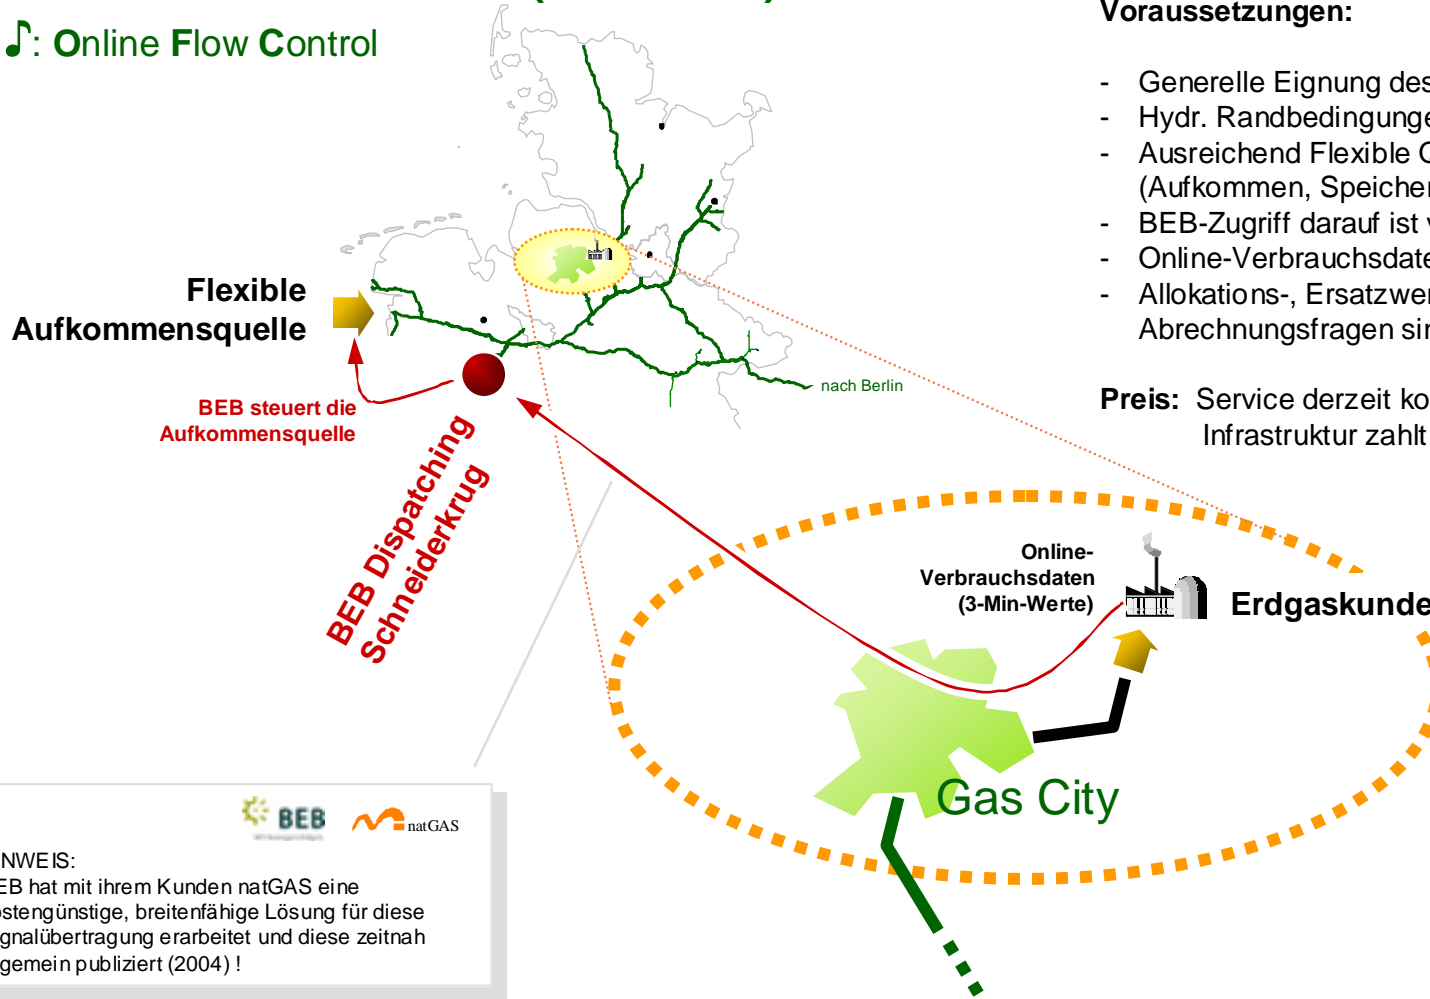 ♪: Online Flow Control
Voraussetzungen:
- Generelle Eignung des
- Hydr. Randbedingunge
- Ausreichend Flexible
(Aufkommen, Speicher
- BEB-Zugriff darauf ist
- Online-Verbrauchsdate
- Allokations-, Ersatzwer
Abrechnungsfragen sin
Preis: Service derzeit ko
Infrastruktur zahlt
Flexible
Aufkommensquelle
nach Berlin
BEB steuert die
Aufkommensquelle
BEB Dispatching
Schneiderkrug
Online-
Verbrauchsdaten
(3-Min-Werte)
Erdgaskunde
Gas City
BEB
natGAS
NWEIS:
EB hat mit ihrem Kunden natGAS eine
ostengünstige, breitenfähige Lösung für diese
gnalübertragung erarbeitet und diese zeitnah
gemein publiziert (2004) !